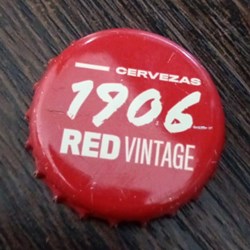 CERVEZAS
1906
RED VINTAGE